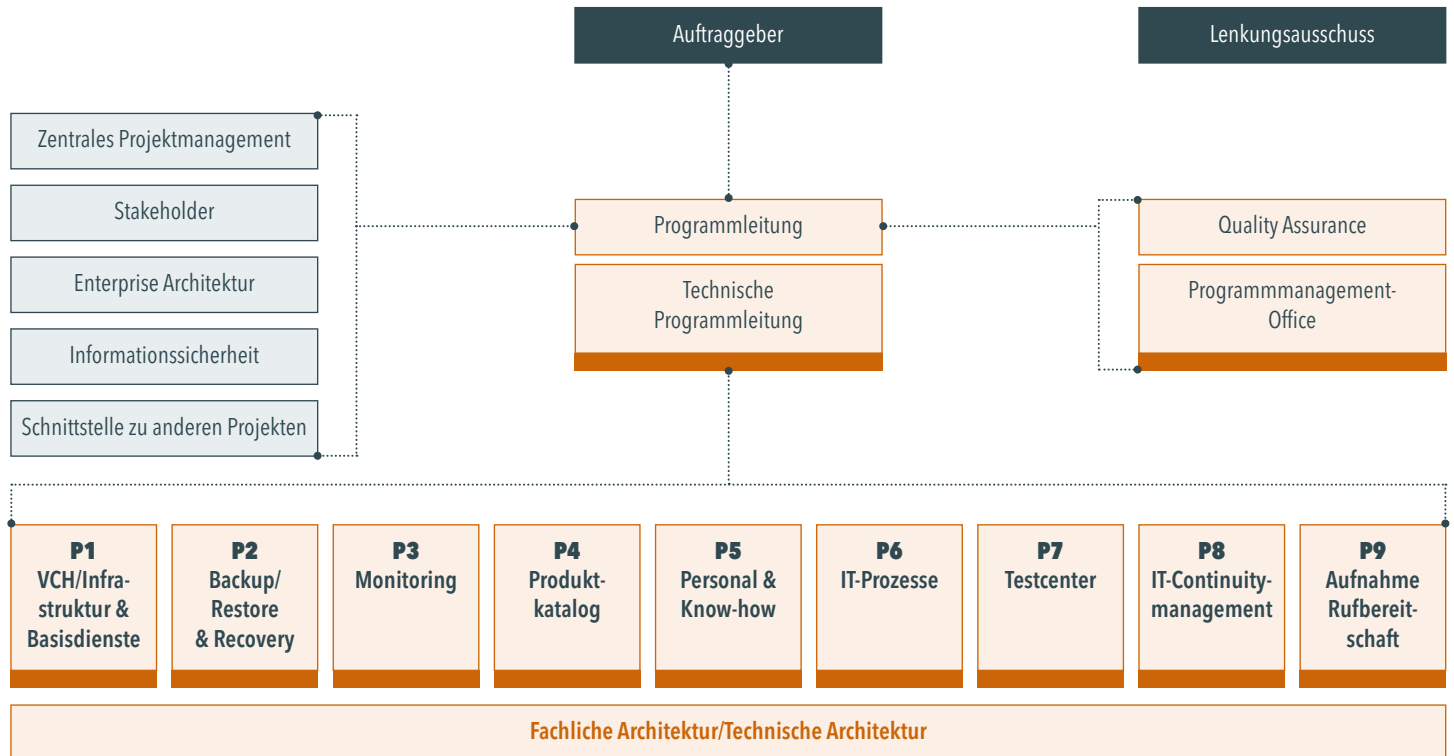 Auftraggeber
Lenkungsausschuss
Zentrales Projektmanagement
Stakeholder
Enterprise Architektur
Informationssicherheit
Schnittstelle zu anderen Projekten
Programmleitung
Technische
Programmleitung
Quality Assurance
Programmmanagement-
Office
P1
VCH/Infra-
struktur &
Basisdienste
P2
Backup/
Restore
& Recovery
P3
Monitoring
P4
Produkt-
katalog
P5
Personal &
Know-how
P6
IT-Prozesse
P7
Testcenter
P8
IT-Continuity-
management
P9
Aufnahme
Rufbereit-
schaft
Fachliche Architektur/Technische Architektur